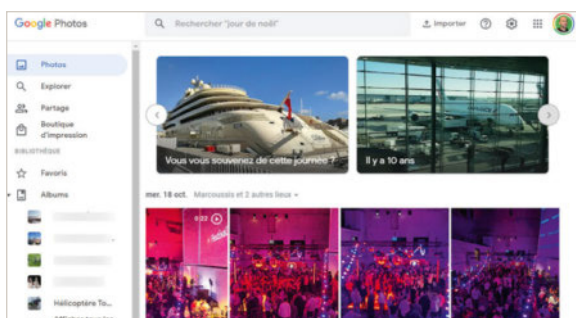 Google Photos
Rechercher "jour de noël"
Importer
Photos
Explorer
Partage
Boutique
d'impression
BIBLIOTHÈQUE
Favoris
Albums
Hélicoptère To...
Vous vous souvenez de cette journée ?
Il y a 10 ans
mer. 18 oct. Marcoussis et 2 autres lieux
0:22